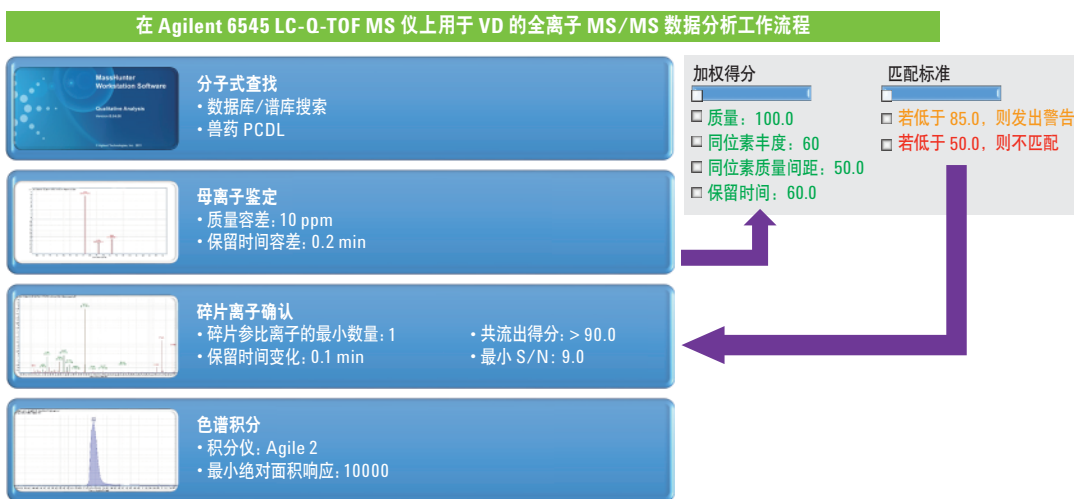 在 Agilent 6545 LC-Q-TOF MS 仪上用于 VD 的全离子 MS/MS 数据分析工作流程
MassHunter
Workstation Software
Qualitative Analysis
分子式查找
• 数据库/谱库搜索
• 兽药 PCDL
母离子鉴定
• 质量容差: 10 ppm
• 保留时间容差: 0.2 min
加权得分
质量：100.0
同位素丰度：60
同位素质量间距：50.0
保留时间：60.0
匹配标准
若低于 85.0，则发出警告
若低于 50.0，则不匹配
碎片离子确认
• 碎片参比离子的最小数量: 1
• 保留时间变化: 0.1 min
• 共流出得分: > 90.0
• 最小 S/N: 9.0
色谱积分
• 积分仪: Agile 2
• 最小绝对面积响应: 10000